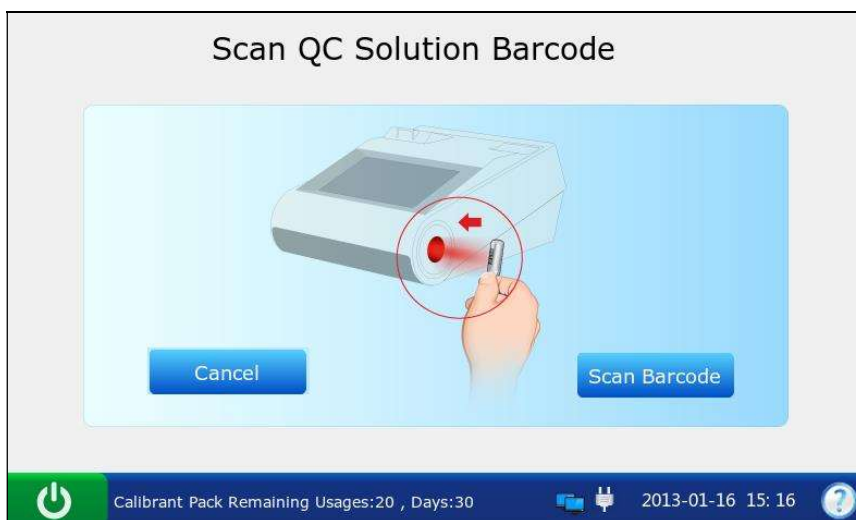 Scan QC Solution Barcode
Cancel
Scan Barcode
Calibrant Pack Remaining Usages:20 , Days:30
2013-01-16 15: 16
?